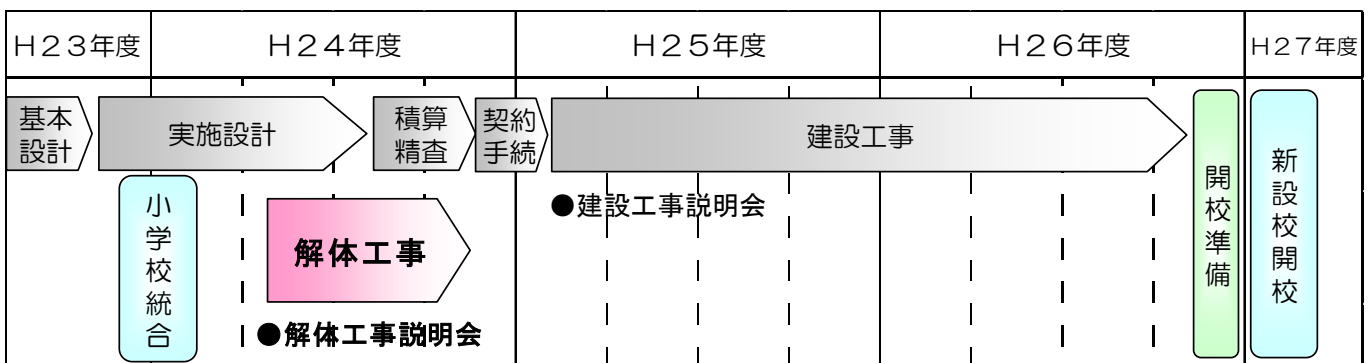 H23年度
H24年度
H25年度
H26年度
H27年度
基本
設計
実施設計
積算
精査
契約
手続
建設工事
小学校統合
解体工事
●解体工事説明会
●建設工事説明会
開校準備
新設校開校